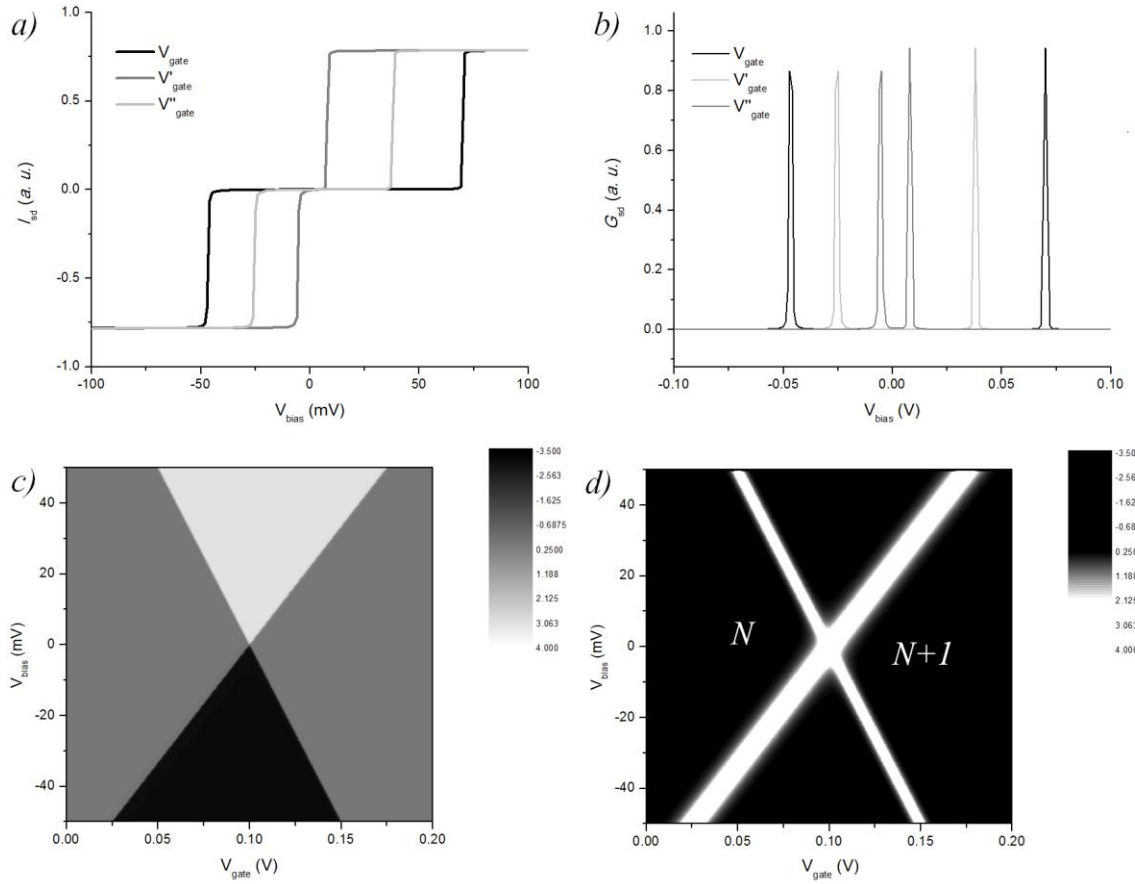 a)
V_gate
V'_gate
V''_gate
1.0
0.5
0.0
-0.5
-1.0
I_sd (a. u.)
-100
-50
0
50
100
V_bias (mV)
b)
V_gate
V'_gate
V''_gate
1.0
0.8
0.6
0.4
0.2
0.0
G_sd (a. u.)
-0.10
-0.05
0.00
0.05
0.10
V_bias (V)
c)
40
20
0
-20
-40
V_bias (mV)
0.00
0.05
0.10
0.15
0.20
V_gate (V)
-3.500
-2.563
-1.625
-0.6875
0.2500
1.188
2.125
3.063
4.000
d)
40
20
0
-20
-40
V_bias (mV)
N
N+1
0.00
0.05
0.10
0.15
0.20
V_gate (V)
-3.50
-2.56
-1.62
-0.68
0.250
1.188
2.125
3.063
4.000